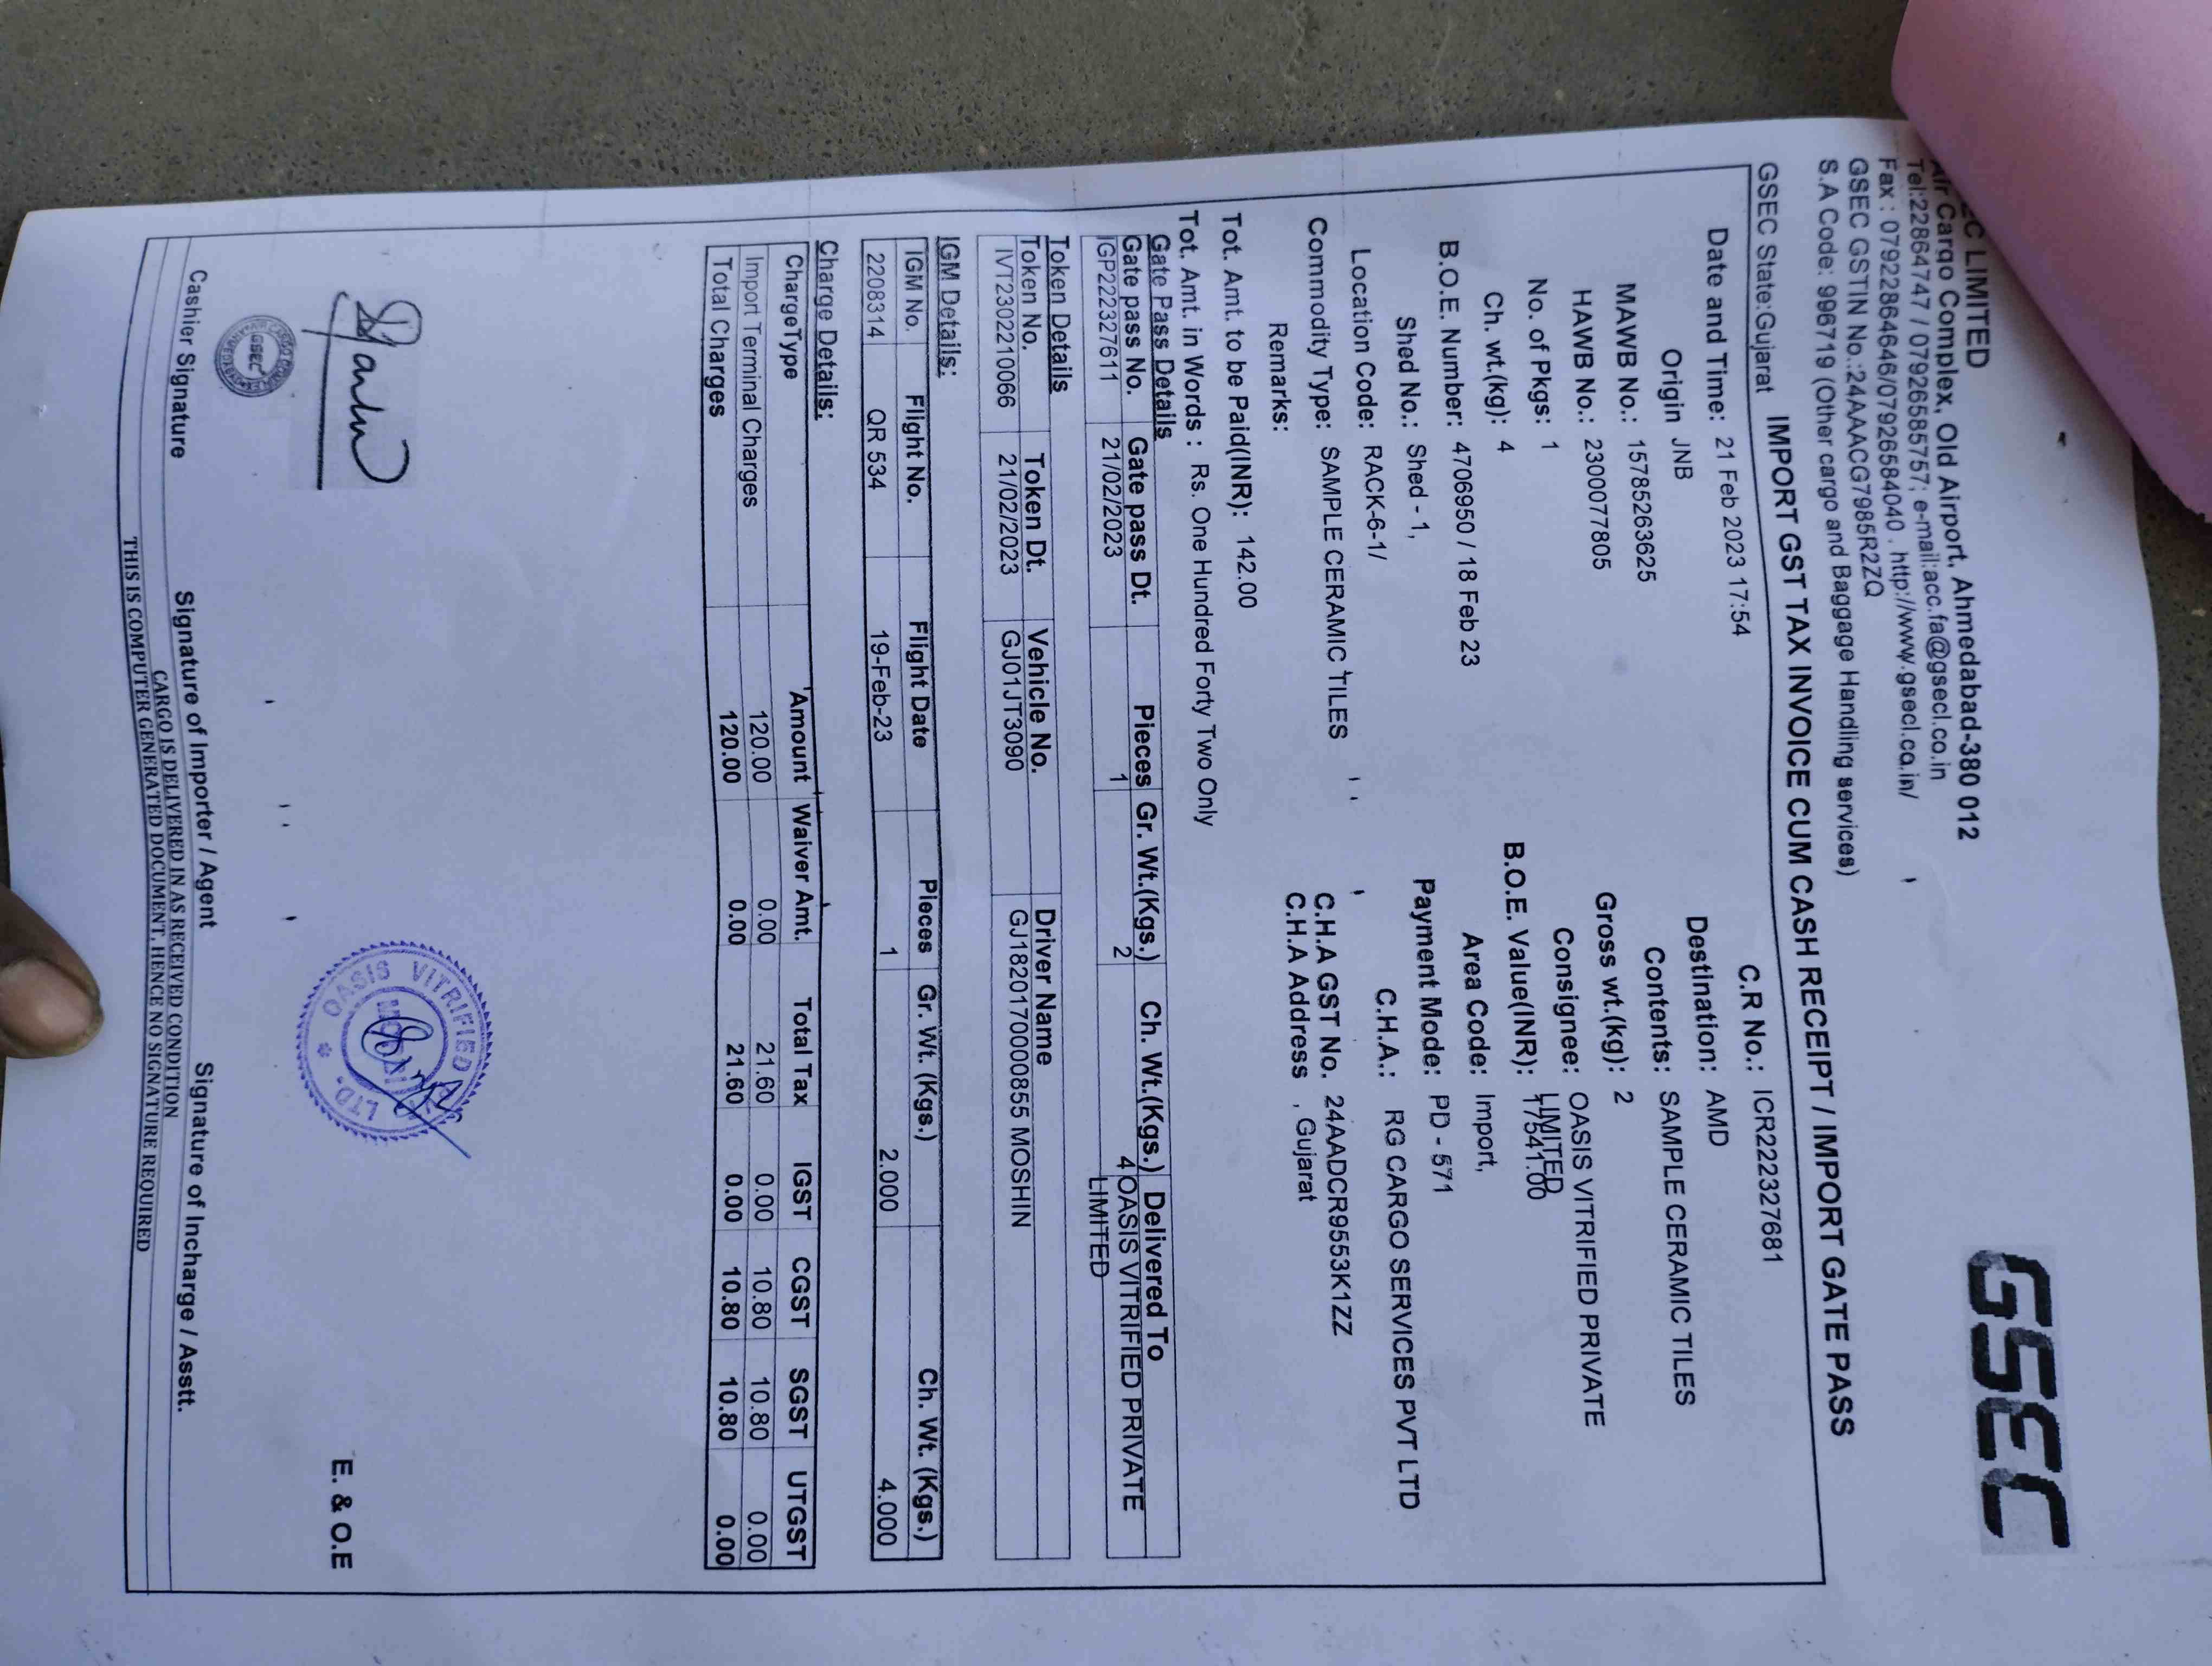 GSEC
LIMITED
Air Cargo Complex, Old Airport, Ahmedabad-380 012
Tel:22864747 / 07926585757; e-mail:acc.fa@gsecl.co.in
Fax : 07922864646/07926584040 . http://www.gsecl.co.in/
GSEC GSTIN No.:24AAACG7985R2ZQ
S.A Code: 996719 (Other cargo and Baggage Handling services)
GSEC State:Gujarat IMPORT GST TAX INVOICE CUM CASH RECEIPT / IMPORT GATE PASS
Date and Time: 21 Feb 2023 17:54 C.R No.: ICR222327681
Origin JNB Destination: AMD
MAWB No.: 15785263625 Contents: SAMPLE CERAMIC TILES
HAWB No.: 2300077805 Gross wt.(kg): 2
No. of Pkgs: 1 Consignee: OASIS VITRIFIED PRIVATE
LIMITED
Ch. wt.(kg): 4 B.O.E. Value(INR): 17541.00
B.O.E. Number: 4706950 / 18 Feb 23 Area Code: Import,
Shed No.: Shed - 1, Payment Mode: PD - 571
Location Code: RACK-6-1/ C.H.A.: RG CARGO SERVICES PVT LTD
Commodity Type: SAMPLE CERAMIC TILES C.H.A GST No. 24AADCR9553K1ZZ
Remarks: C.H.A Address , Gujarat
Tot. Amt. to be Paid(INR): 142.00
Tot. Amt. in Words : Rs. One Hundred Forty Two Only
Gate Pass Details
Gate pass No. Gate pass Dt. Pieces Gr. Wt.(Kgs.) Ch. Wt.(Kgs.) Delivered To
IGP222327611 21/02/2023 1 2 4 OASIS VITRIFIED PRIVATE
LIMITED
Token Details
Token No. Token Dt. Vehicle No. Driver Name
IVT2302210066 21/02/2023 GJ01JT3090 GJ1820170000855 MOSHIN
IGM Details:
IGM No. Flight No. Flight Date Pieces Gr. Wt. (Kgs.) Ch. Wt. (Kgs.)
2208314 QR 534 19-Feb-23 1 2.000 4.000
Charge Details:
ChargeType Amount Waiver Amt. Total Tax IGST CGST SGST UTGST
Import Terminal Charges 120.00 0.00 21.60 0.00 10.80 10.80 0.00
Total Charges 120.00 0.00 21.60 0.00 10.80 10.80 0.00
OASIS VITRIFIED LTD.
GSEC
E. & O.E
Cashier Signature Signature of Importer / Agent Signature of Incharge / Asstt.
CARGO IS DELIVERED IN AS RECEIVED CONDITION
THIS IS COMPUTER GENERATED DOCUMENT, HENCE NO SIGNATURE REQUIRED